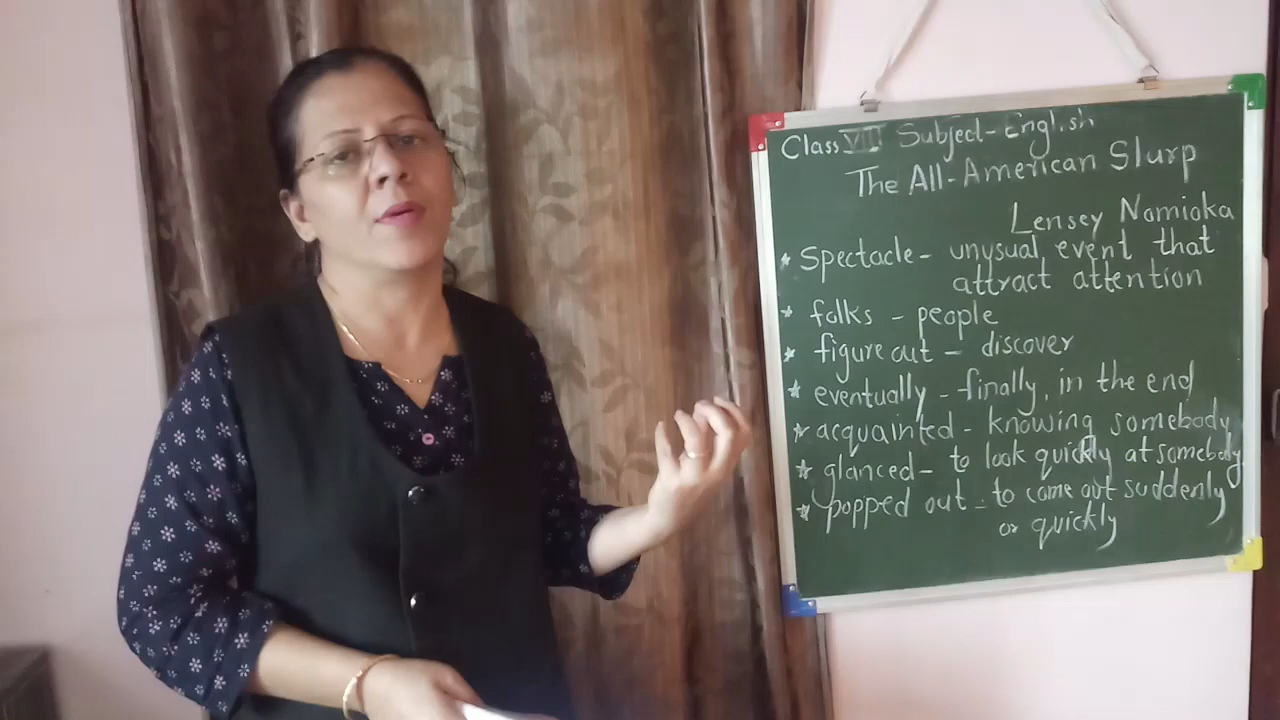 Class VII Subject - English
The All-American Slurp
Lensey Namioka
* Spectacle - unusual event that
attract attention
* folks - people
* figure out - discover
* eventually - finally, in the end
* acquainted - knowing somebody
* glanced - to look quickly at somebody
* popped out - to come out suddenly
or quickly